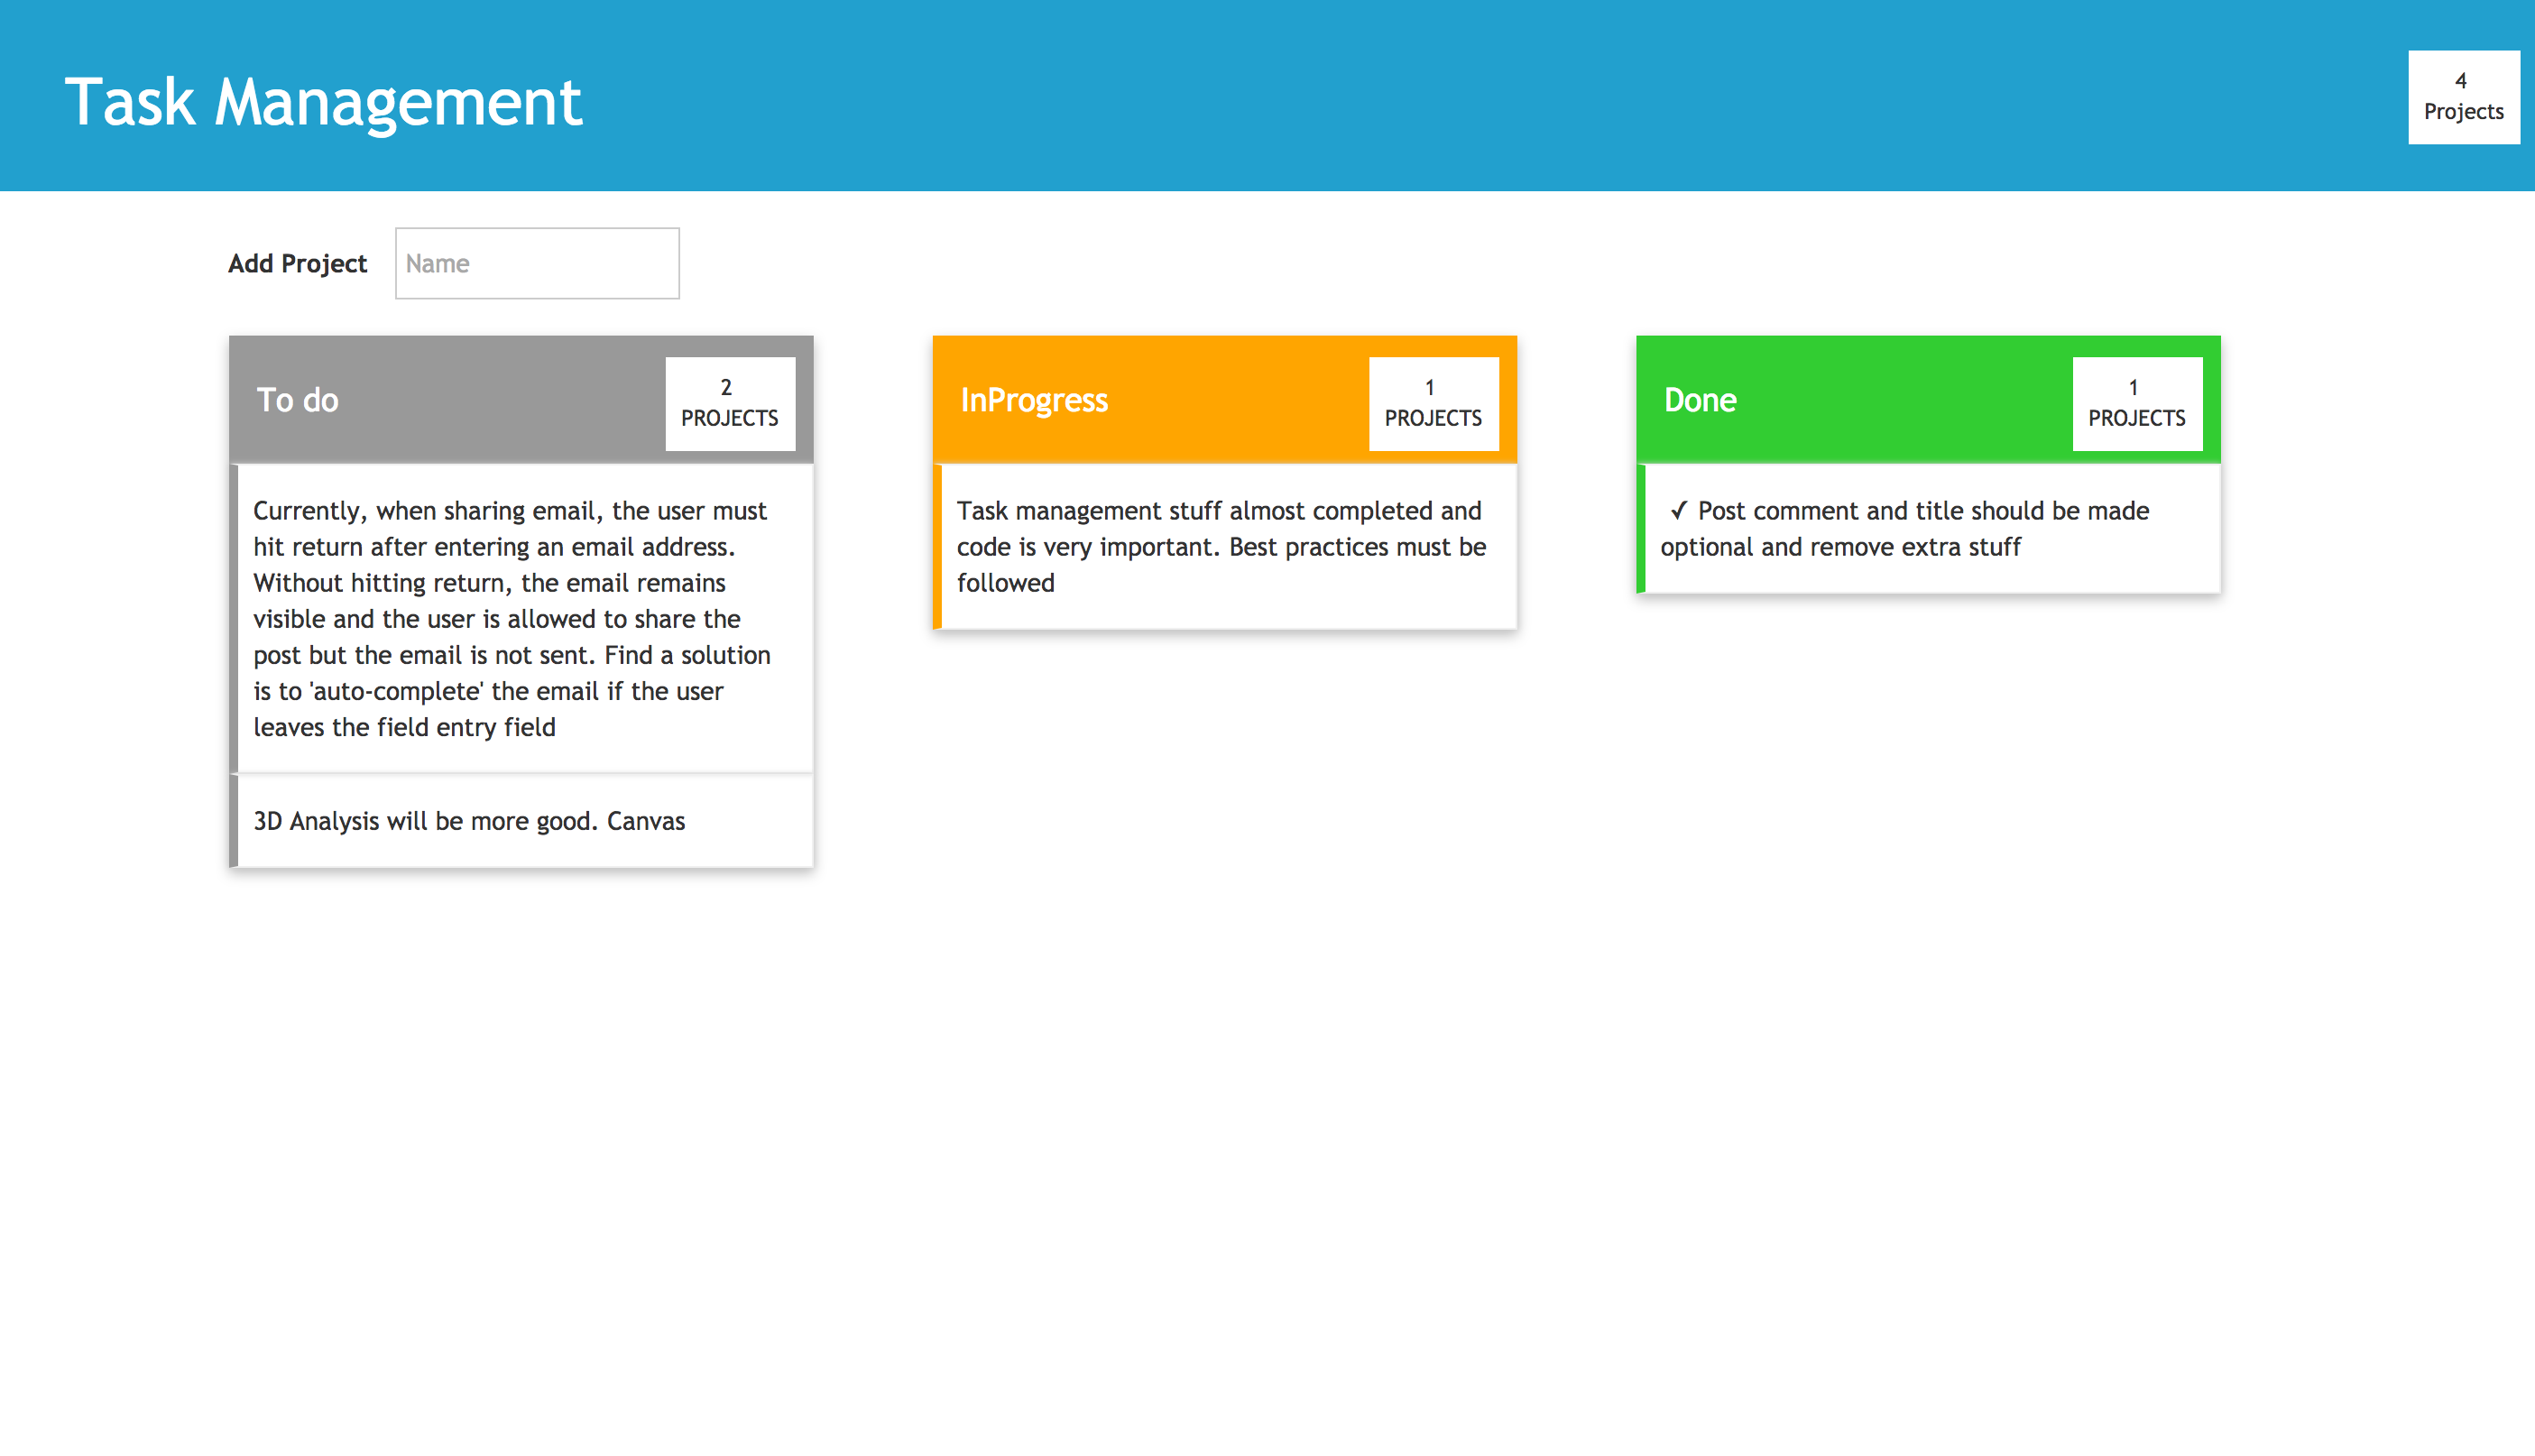 Task Management
4
Projects
Add Project
Name
To do
2
PROJECTS
Currently, when sharing email, the user must
hit return after entering an email address.
Without hitting return, the email remains
visible and the user is allowed to share the
post but the email is not sent. Find a solution
is to 'auto-complete' the email if the user
leaves the field entry field
3D Analysis will be more good. Canvas
InProgress
1
PROJECTS
Task management stuff almost completed and
code is very important. Best practices must be
followed
Done
1
PROJECTS
✓ Post comment and title should be made
optional and remove extra stuff